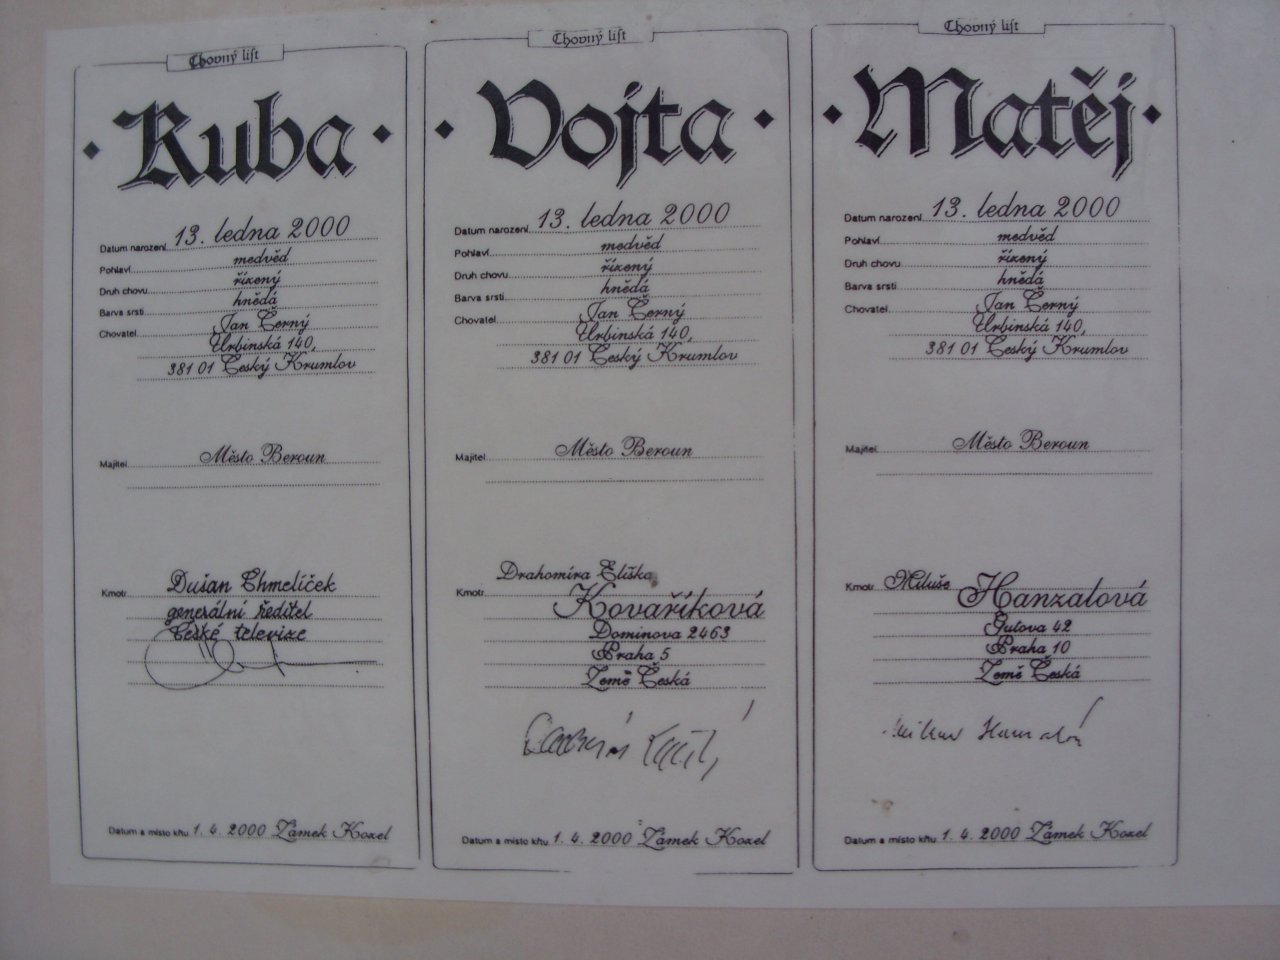 Chovný list
· Kuba ·
Datum narození 13. ledna 2000
Pohlaví medvěd
Druh chovu řízený
Barva srsti hnědá
Chovatel Jan Černý
Urbinská 140,
381 01 Český Krumlov
Majitel Město Beroun
Kmotr Dušan Chmelíček
generální ředitel
České televize
Datum a místo křtu 1. 4. 2000 Zámek Kozel
Chovný list
· Vojta ·
Datum narození 13. ledna 2000
Pohlaví medvěd
Druh chovu řízený
Barva srsti hnědá
Chovatel Jan Černý
Urbinská 140,
381 01 Český Krumlov
Majitel Město Beroun
Drahomíra Eliška
Kmotr Kovaříková
Dominova 2463
Praha 5
Země Česká
Datum a místo křtu 1. 4. 2000 Zámek Kozel
Chovný list
· Matěj ·
Datum narození 13. ledna 2000
Pohlaví medvěd
Druh chovu řízený
Barva srsti hnědá
Chovatel Jan Černý
Urbinská 140,
381 01 Český Krumlov
Majitel Město Beroun
Kmotr Miluše Hanzalová
Gutova 42
Praha 10
Země Česká
Datum a místo křtu 1. 4. 2000 Zámek Kozel